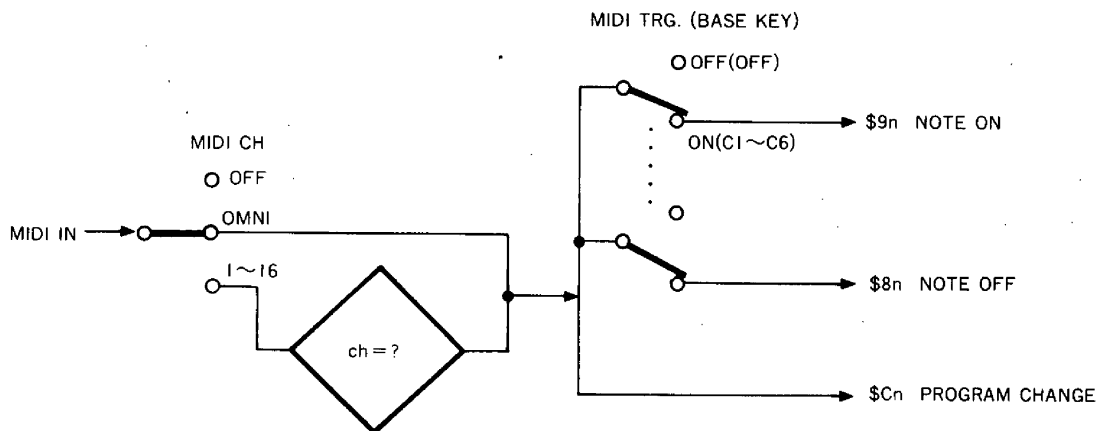 MIDI TRG. (BASE KEY)
OFF(OFF)
$9n NOTE ON
ON(C1~C6)
MIDI CH
OFF
OMNI
MIDI IN
1~16
$8n NOTE OFF
ch=?
$Cn PROGRAM CHANGE